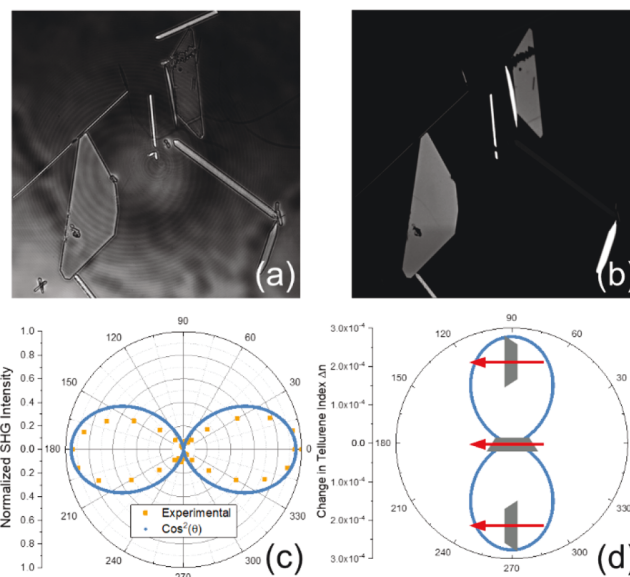 (a)
(b)
Normalized SHG Intensity
1.0
0.8
0.6
0.4
0.2
0.0
0.2
0.4
0.6
0.8
1.0
90
60
30
0
330
300
270
240
210
180
150
120
Experimental
Cos²(θ)
(c)
Change in Tellurene Index Δn
3.0x10⁻⁴
2.0x10⁻⁴
1.0x10⁻⁴
0.0
1.0x10⁻⁴
2.0x10⁻⁴
3.0x10⁻⁴
90
60
30
0
330
300
270
240
210
180
150
120
(d)